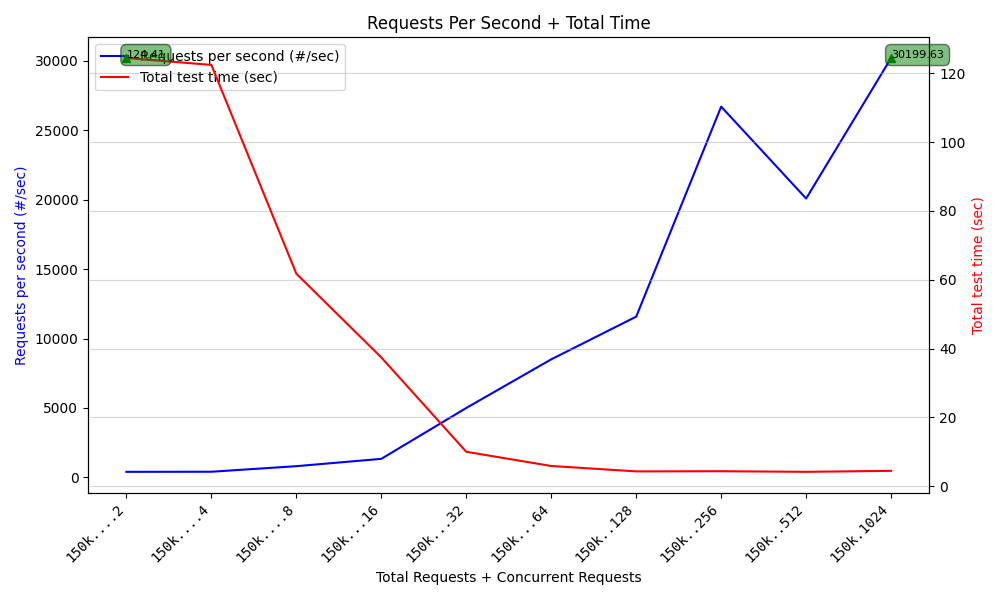 Requests Per Second + Total Time
124.41
Requests per second (#/sec)
Total test time (sec)
30199.63
30000
25000
20000
15000
10000
5000
0
Requests per second (#/sec)
120
100
80
60
40
20
0
Total test time (sec)
150k....2
150k....4
150k....8
150k...16
150k...32
150k...64
150k..128
150k..256
150k..512
150k.1024
Total Requests + Concurrent Requests